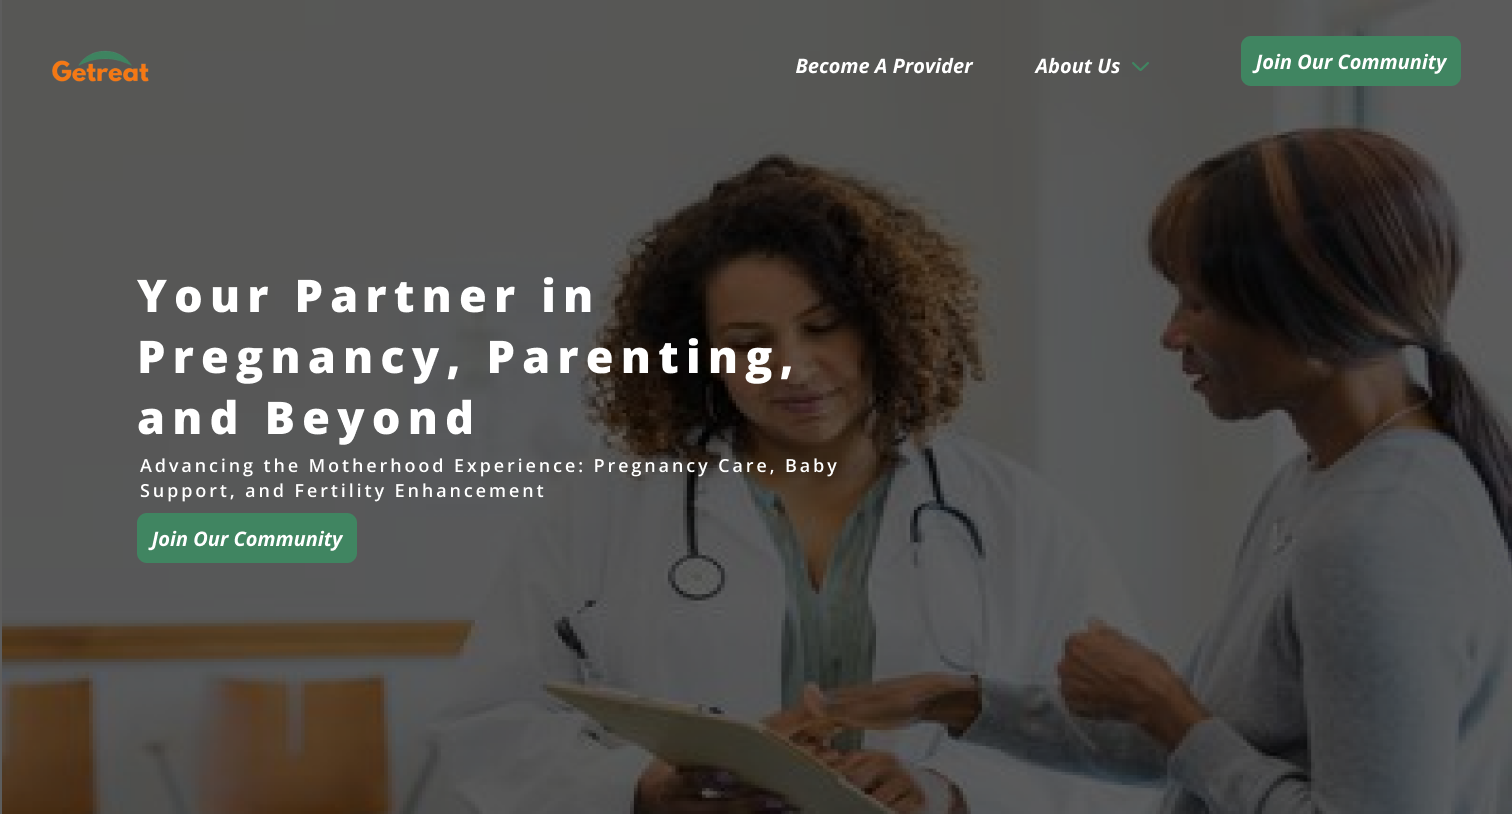 Getreat
Become A Provider
About Us
Join Our Community
Your Partner in
Pregnancy, Parenting,
and Beyond
Advancing the Motherhood Experience: Pregnancy Care, Baby
Support, and Fertility Enhancement
Join Our Community